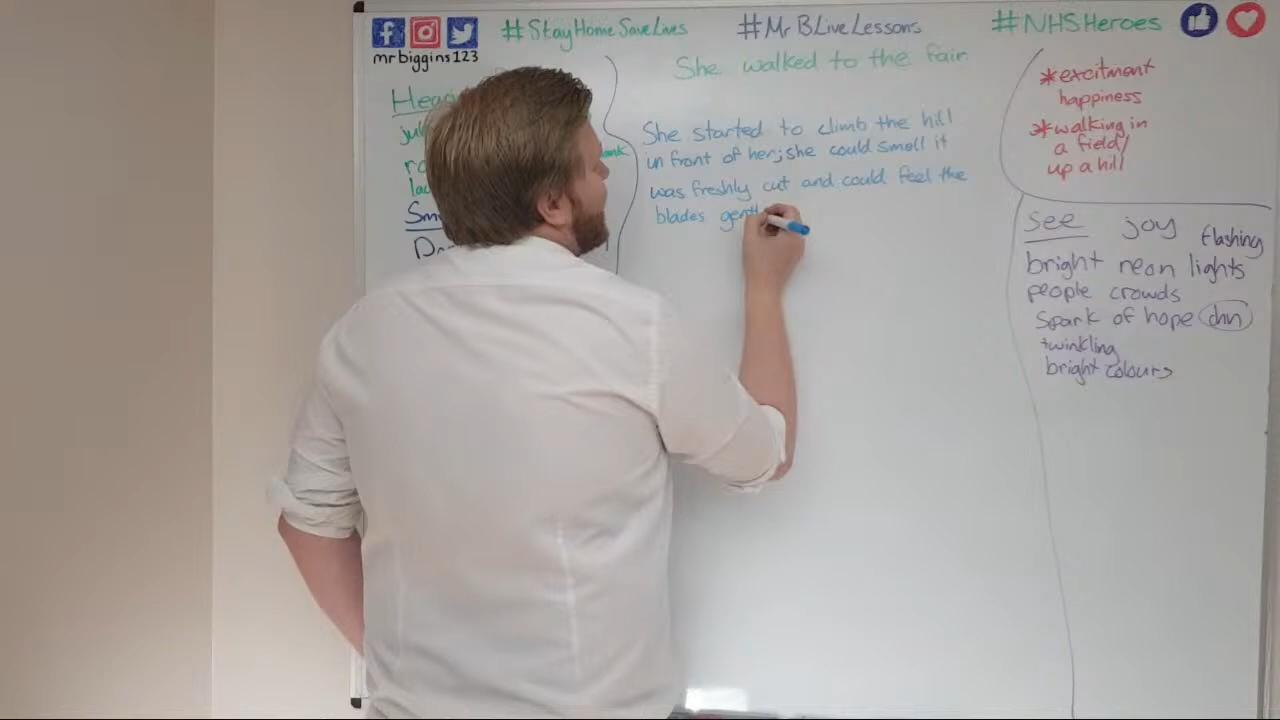 #StayHomeSaveLives #MrBLiveLessons #NHSHeroes
mrbiggins123
She walked to the fair.
She started to climb the hill
in front of her; she could smell it
was freshly cut and could feel the
blades
*excitment
happiness
*walking in
a field/
up a hill
see joy flashing
bright neon lights
people crowds
spark of hope
twinkling
bright colours